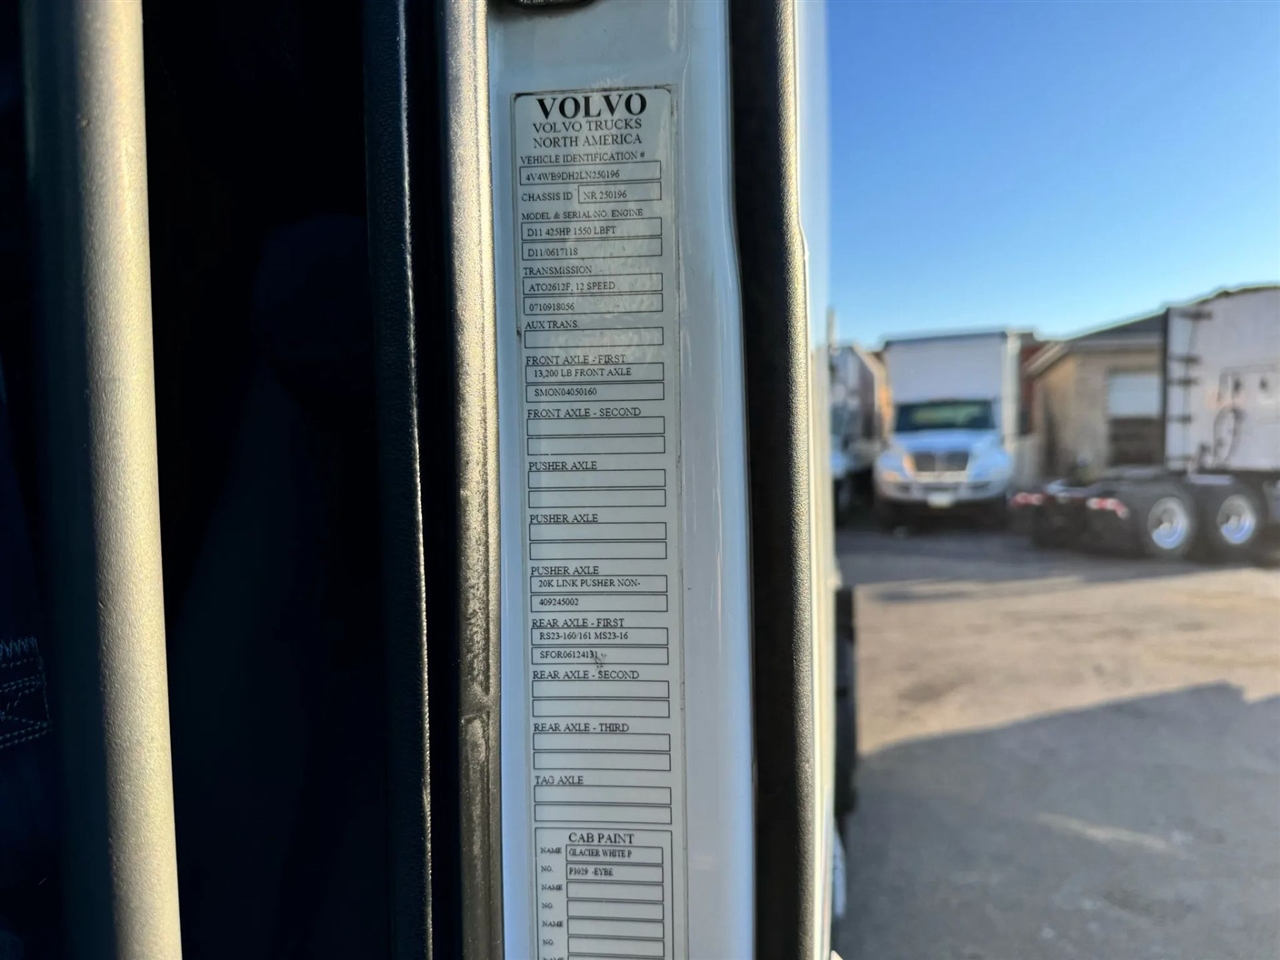 VOLVO
VOLVO TRUCKS
NORTH AMERICA
VEHICLE IDENTIFICATION #
4V4WB9DH2LN250196
CHASSIS ID NR 250196
MODEL & SERIAL NO. ENGINE
D11 425HP 1550 LBFT
D11/0617118
TRANSMISSION
ATO2612F, 12 SPEED
0710918056
AUX TRANS.
FRONT AXLE - FIRST
13,200 LB FRONT AXLE
SMON04050160
FRONT AXLE - SECOND
PUSHER AXLE
PUSHER AXLE
PUSHER AXLE
20K LINK PUSHER NON-
409245002
REAR AXLE - FIRST
RS23-160/161 MS23-16
SFOR06124131
REAR AXLE - SECOND
REAR AXLE - THIRD
TAG AXLE
CAB PAINT
NAME GLACIER WHITE P
NO. P3029 -EYBE
NAME
NO.
NAME
NO.
NAME